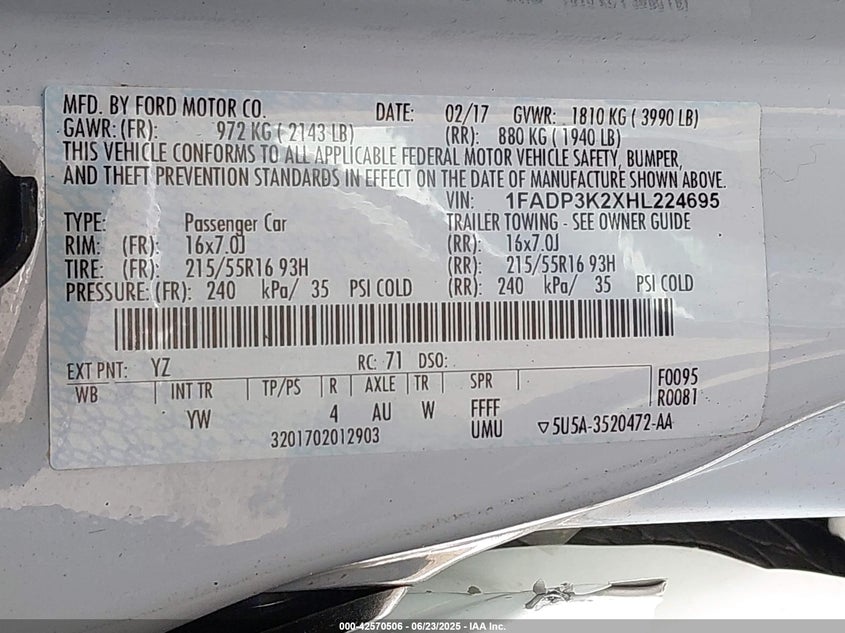 MFD. BY FORD MOTOR CO. DATE: 02/17 GVWR: 1810 KG ( 3990 LB)
GAWR: (FR): 972 KG ( 2143 LB) (RR): 880 KG ( 1940 LB)
THIS VEHICLE CONFORMS TO ALL APPLICABLE FEDERAL MOTOR VEHICLE SAFETY, BUMPER,
AND THEFT PREVENTION STANDARDS IN EFFECT ON THE DATE OF MANUFACTURE SHOWN ABOVE.
VIN: 1FADP3K2XHL224695
TYPE: Passenger Car TRAILER TOWING - SEE OWNER GUIDE
RIM: (FR): 16x7.0J (RR): 16x7.0J
TIRE: (FR): 215/55R16 93H (RR): 215/55R16 93H
PRESSURE: (FR): 240 kPa/ 35 PSI COLD (RR): 240 kPa/ 35 PSI COLD
EXT PNT: YZ RC: 71 DSO:
WB INT TR TP/PS R AXLE TR SPR F0095
R0081
YW 4 AU W FFFF
3201702012903 UMU ▽5U5A-3520472-AA
000-42570506 - 06/23/2025 - IAA Inc.